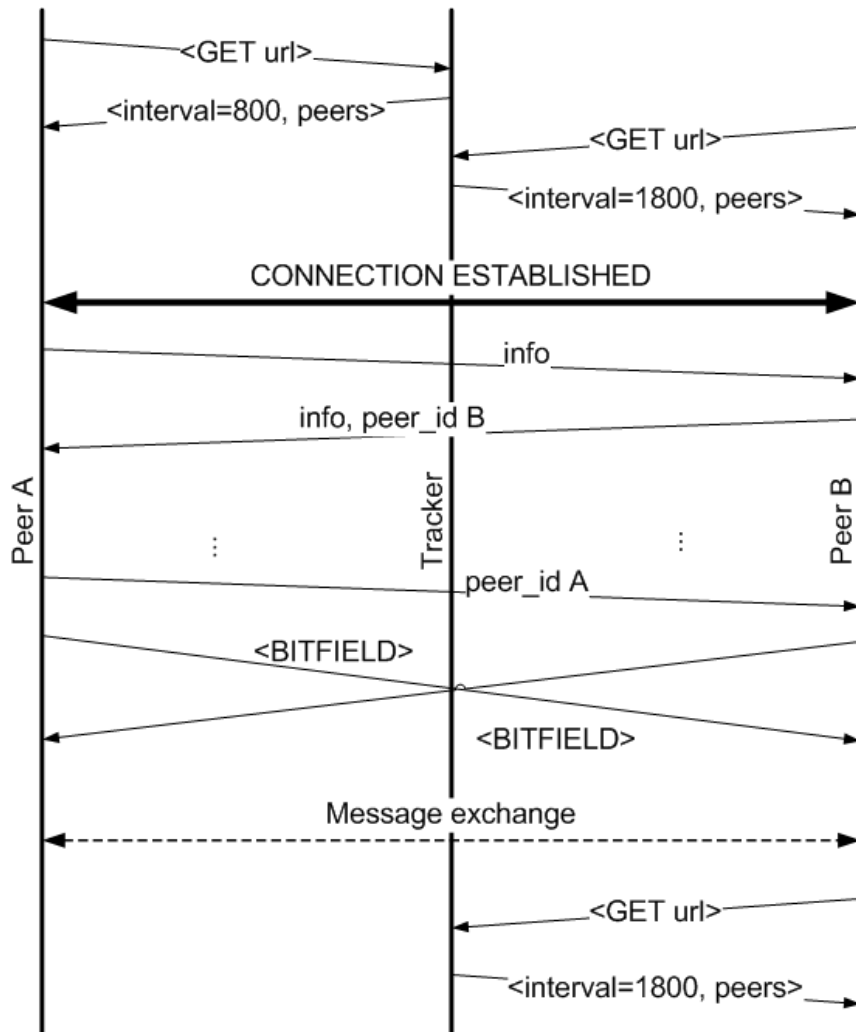 <GET url>
<interval=800, peers>
<GET url>
<interval=1800, peers>
CONNECTION ESTABLISHED
info
info, peer_id B
Peer A
Tracker
Peer B
...
...
peer_id A
<BITFIELD>
<BITFIELD>
Message exchange
<GET url>
<interval=1800, peers>